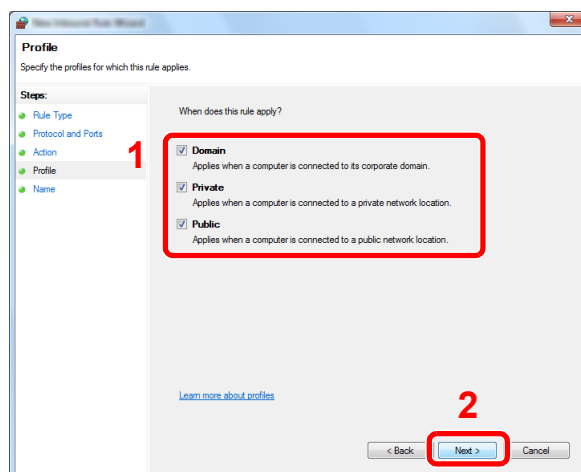 Profile
Specify the profiles for which this rule applies.
Steps:
Rule Type
Protocol and Ports
Action
Profile
Name
When does this rule apply?
1
Domain
Applies when a computer is connected to its corporate domain.
Private
Applies when a computer is connected to a private network location.
Public
Applies when a computer is connected to a public network location.
Learn more about profiles
2
< Back Next > Cancel